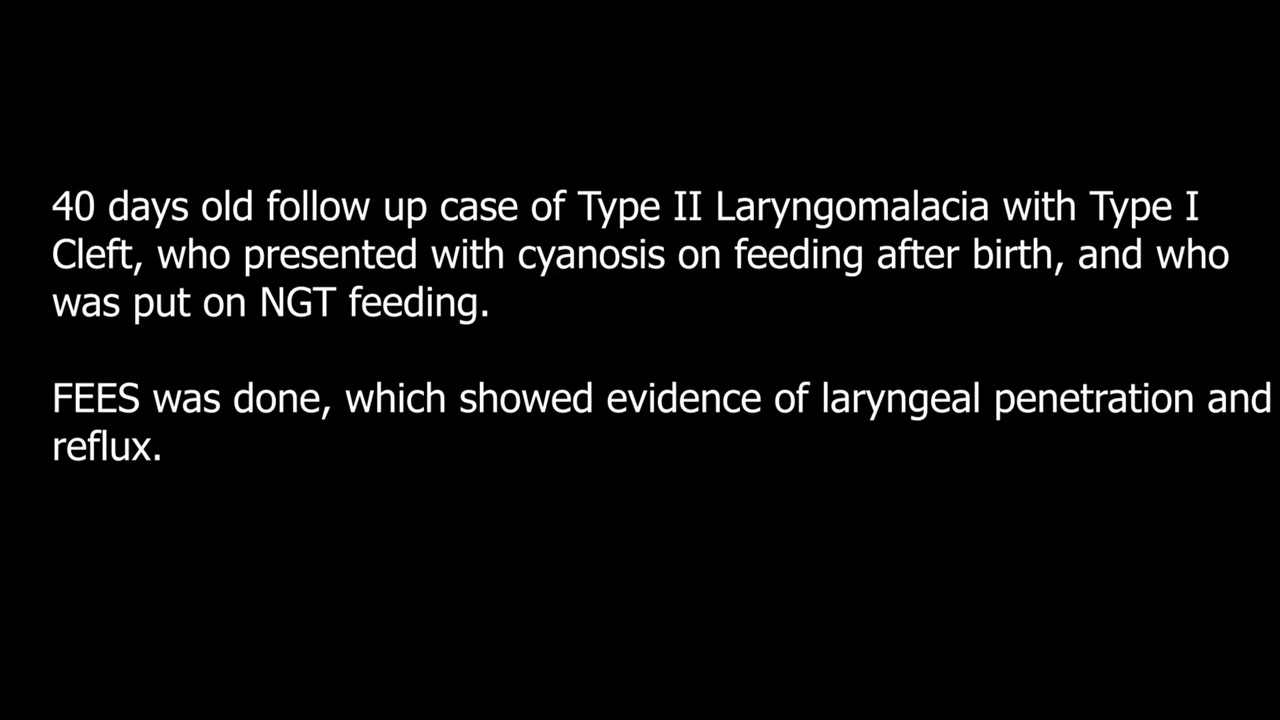 40 days old follow up case of Type II Laryngomalacia with Type I
Cleft, who presented with cyanosis on feeding after birth, and who
was put on NGT feeding.
FEES was done, which showed evidence of laryngeal penetration and
reflux.